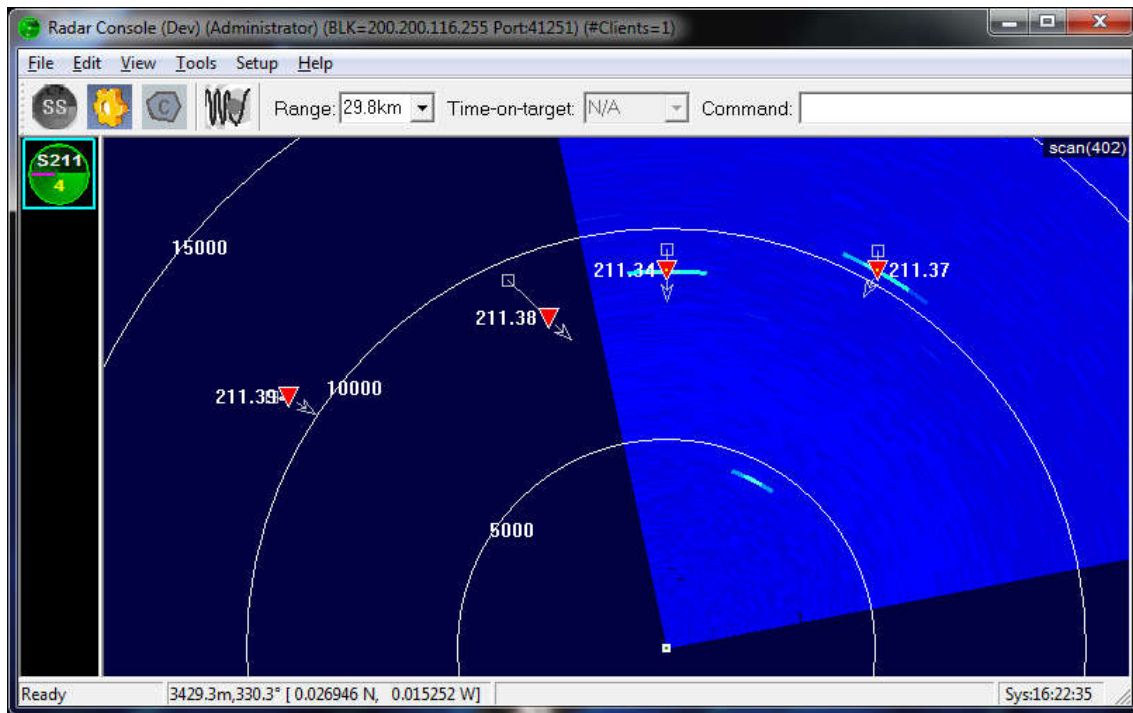 Radar Console (Dev) (Administrator) (BLK=200.200.116.255 Port:41251) (#Clients=1)
File Edit View Tools Setup Help
SS C Range: 29.8km Time-on-target: N/A Command:
S211
4
scan(402)
15000
211.34
211.37
211.38
10000
211.39
5000
Ready 3429.3m,330.3° [ 0.026946 N, 0.015252 W] Sys:16:22:35